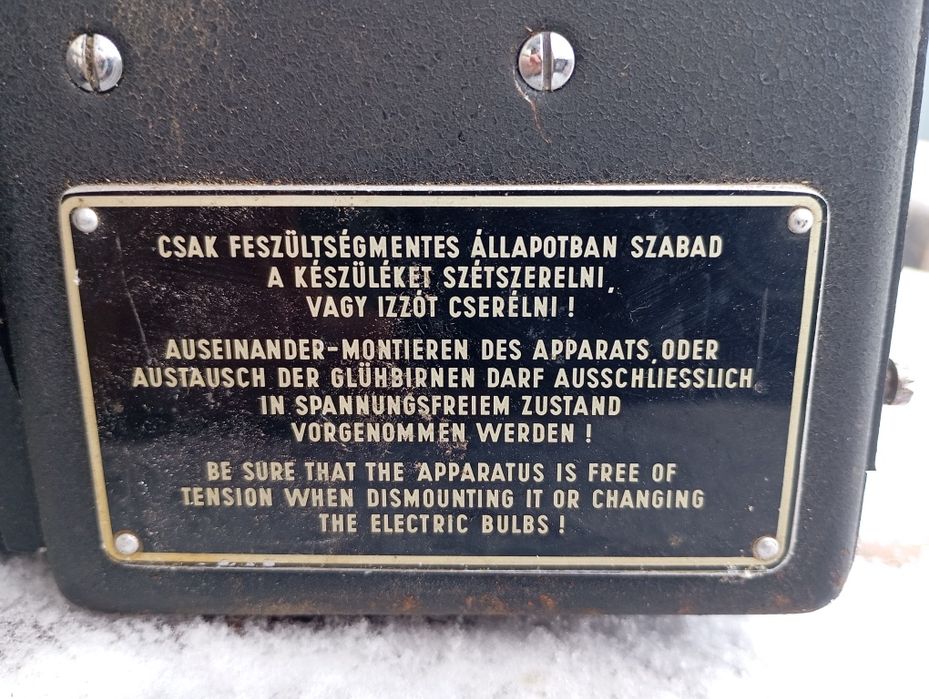 CSAK FESZÜLTSÉGMENTES ÁLLAPOTBAN SZABAD
A KÉSZÜLÉKET SZÉTSZERELNI,
VAGY IZZÓT CSERÉLNI !
AUSEINANDER-MONTIEREN DES APPARATS, ODER
AUSTAUSCH DER GLÜHBIRNEN DARF AUSSCHLIESSLICH
IN SPANNUNGSFREIEM ZUSTAND
VORGENOMMEN WERDEN !
BE SURE THAT THE APPARATUS IS FREE OF
TENSION WHEN DISMOUNTING IT OR CHANGING
THE ELECTRIC BULBS !